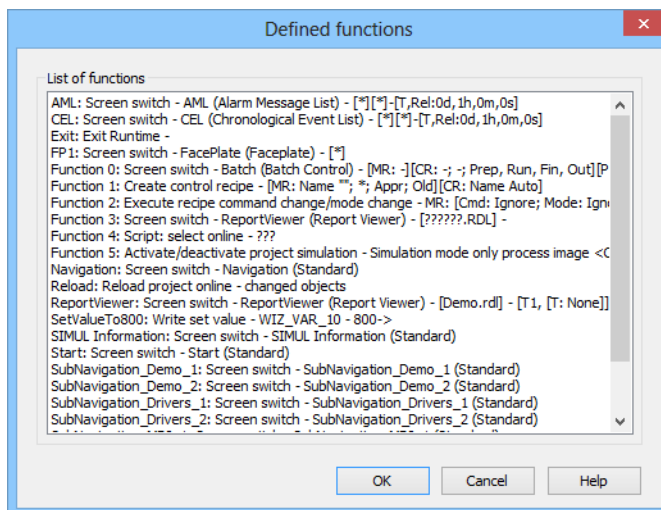 Defined functions
List of functions
AML: Screen switch - AML (Alarm Message List) - [*][*]-[T,Rel:0d,1h,0m,0s]
CEL: Screen switch - CEL (Chronological Event List) - [*][*]-[T,Rel:0d,1h,0m,0s]
Exit: Exit Runtime -
FP1: Screen switch - FacePlate (Faceplate) - [*]
Function 0: Screen switch - Batch (Batch Control) - [MR: -][CR: -; -; Prep, Run, Fin, Out][P
Function 1: Create control recipe - [MR: Name ""; *; Appr; Old][CR: Name Auto]
Function 2: Execute recipe command change/mode change - MR: [Cmd: Ignore; Mode: Ign
Function 3: Screen switch - ReportViewer (Report Viewer) - [??????.RDL] -
Function 4: Script: select online - ???
Function 5: Activate/deactivate project simulation - Simulation mode only process image <C
Navigation: Screen switch - Navigation (Standard)
Reload: Reload project online - changed objects
ReportViewer: Screen switch - ReportViewer (Report Viewer) - [Demo.rdl] - [T1, [T: None]]
SetValueTo800: Write set value - WIZ_VAR_10 - 800->
SIMUL Information: Screen switch - SIMUL Information (Standard)
Start: Screen switch - Start (Standard)
SubNavigation_Demo_1: Screen switch - SubNavigation_Demo_1 (Standard)
SubNavigation_Demo_2: Screen switch - SubNavigation_Demo_2 (Standard)
SubNavigation_Drivers_1: Screen switch - SubNavigation_Drivers_1 (Standard)
SubNavigation_Drivers_2: Screen switch - SubNavigation_Drivers_2 (Standard)
OK Cancel Help